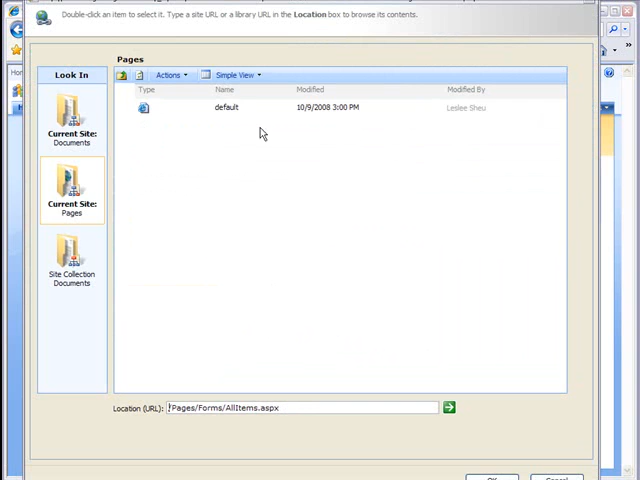 Double-click an item to select it. Type a site URL or a library URL in the Location box to browse its contents.
Pages
Look In
Actions
Simple View
Type Name Modified Modified By
default 10/9/2008 3:00 PM Leslee Sheu
Current Site:
Documents
Current Site:
Pages
Site Collection
Documents
Location (URL): /Pages/Forms/AllItems.aspx